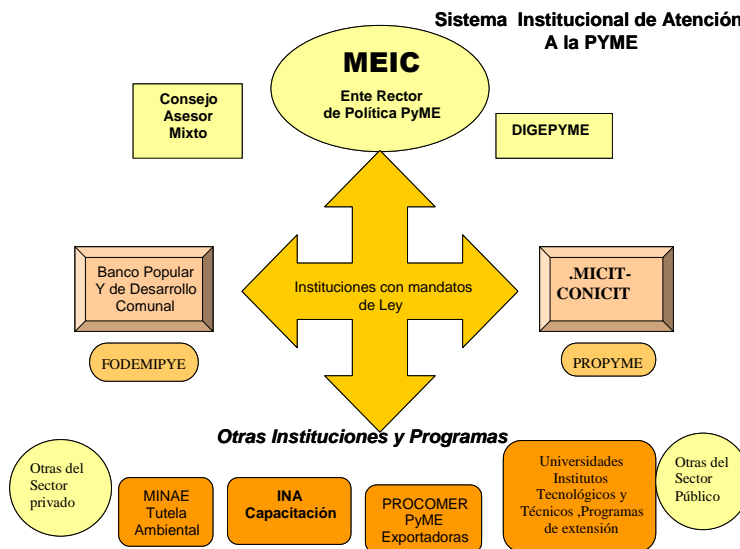 Sistema Institucional de Atención
A la PYME
MEIC
Ente Rector
de Política PyME
Consejo
Asesor
Mixto
DIGEPYME
Banco Popular
Y de Desarrollo
Comunal
Instituciones con mandatos
de Ley
.MICIT-
CONICIT
FODEMIPYE
PROPYME
Otras Instituciones y Programas
Otras del
Sector
privado
MINAE
Tutela
Ambiental
INA
Capacitación
PROCOMER
PyME
Exportadoras
Universidades
Institutos
Tecnológicos y
Técnicos ,Programas
de extensión
Otras del
Sector
Público